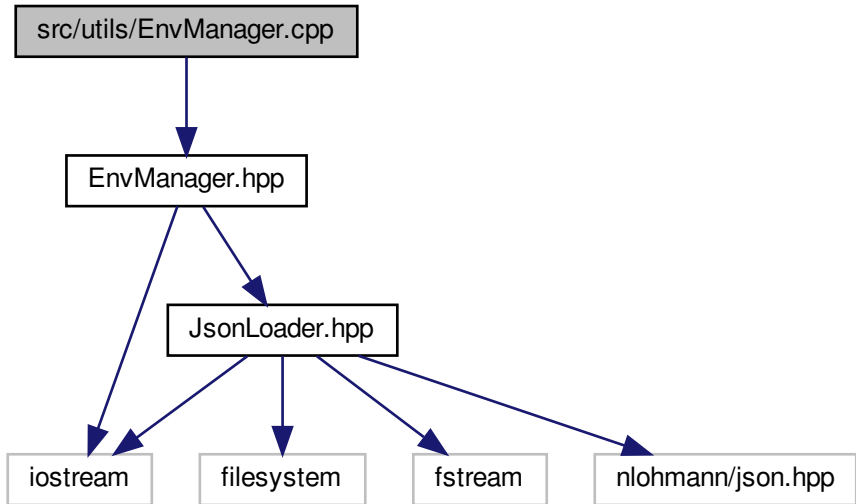 src/utils/EnvManager.cpp
EnvManager.hpp
JsonLoader.hpp
iostream
filesystem
fstream
nlohmann/json.hpp